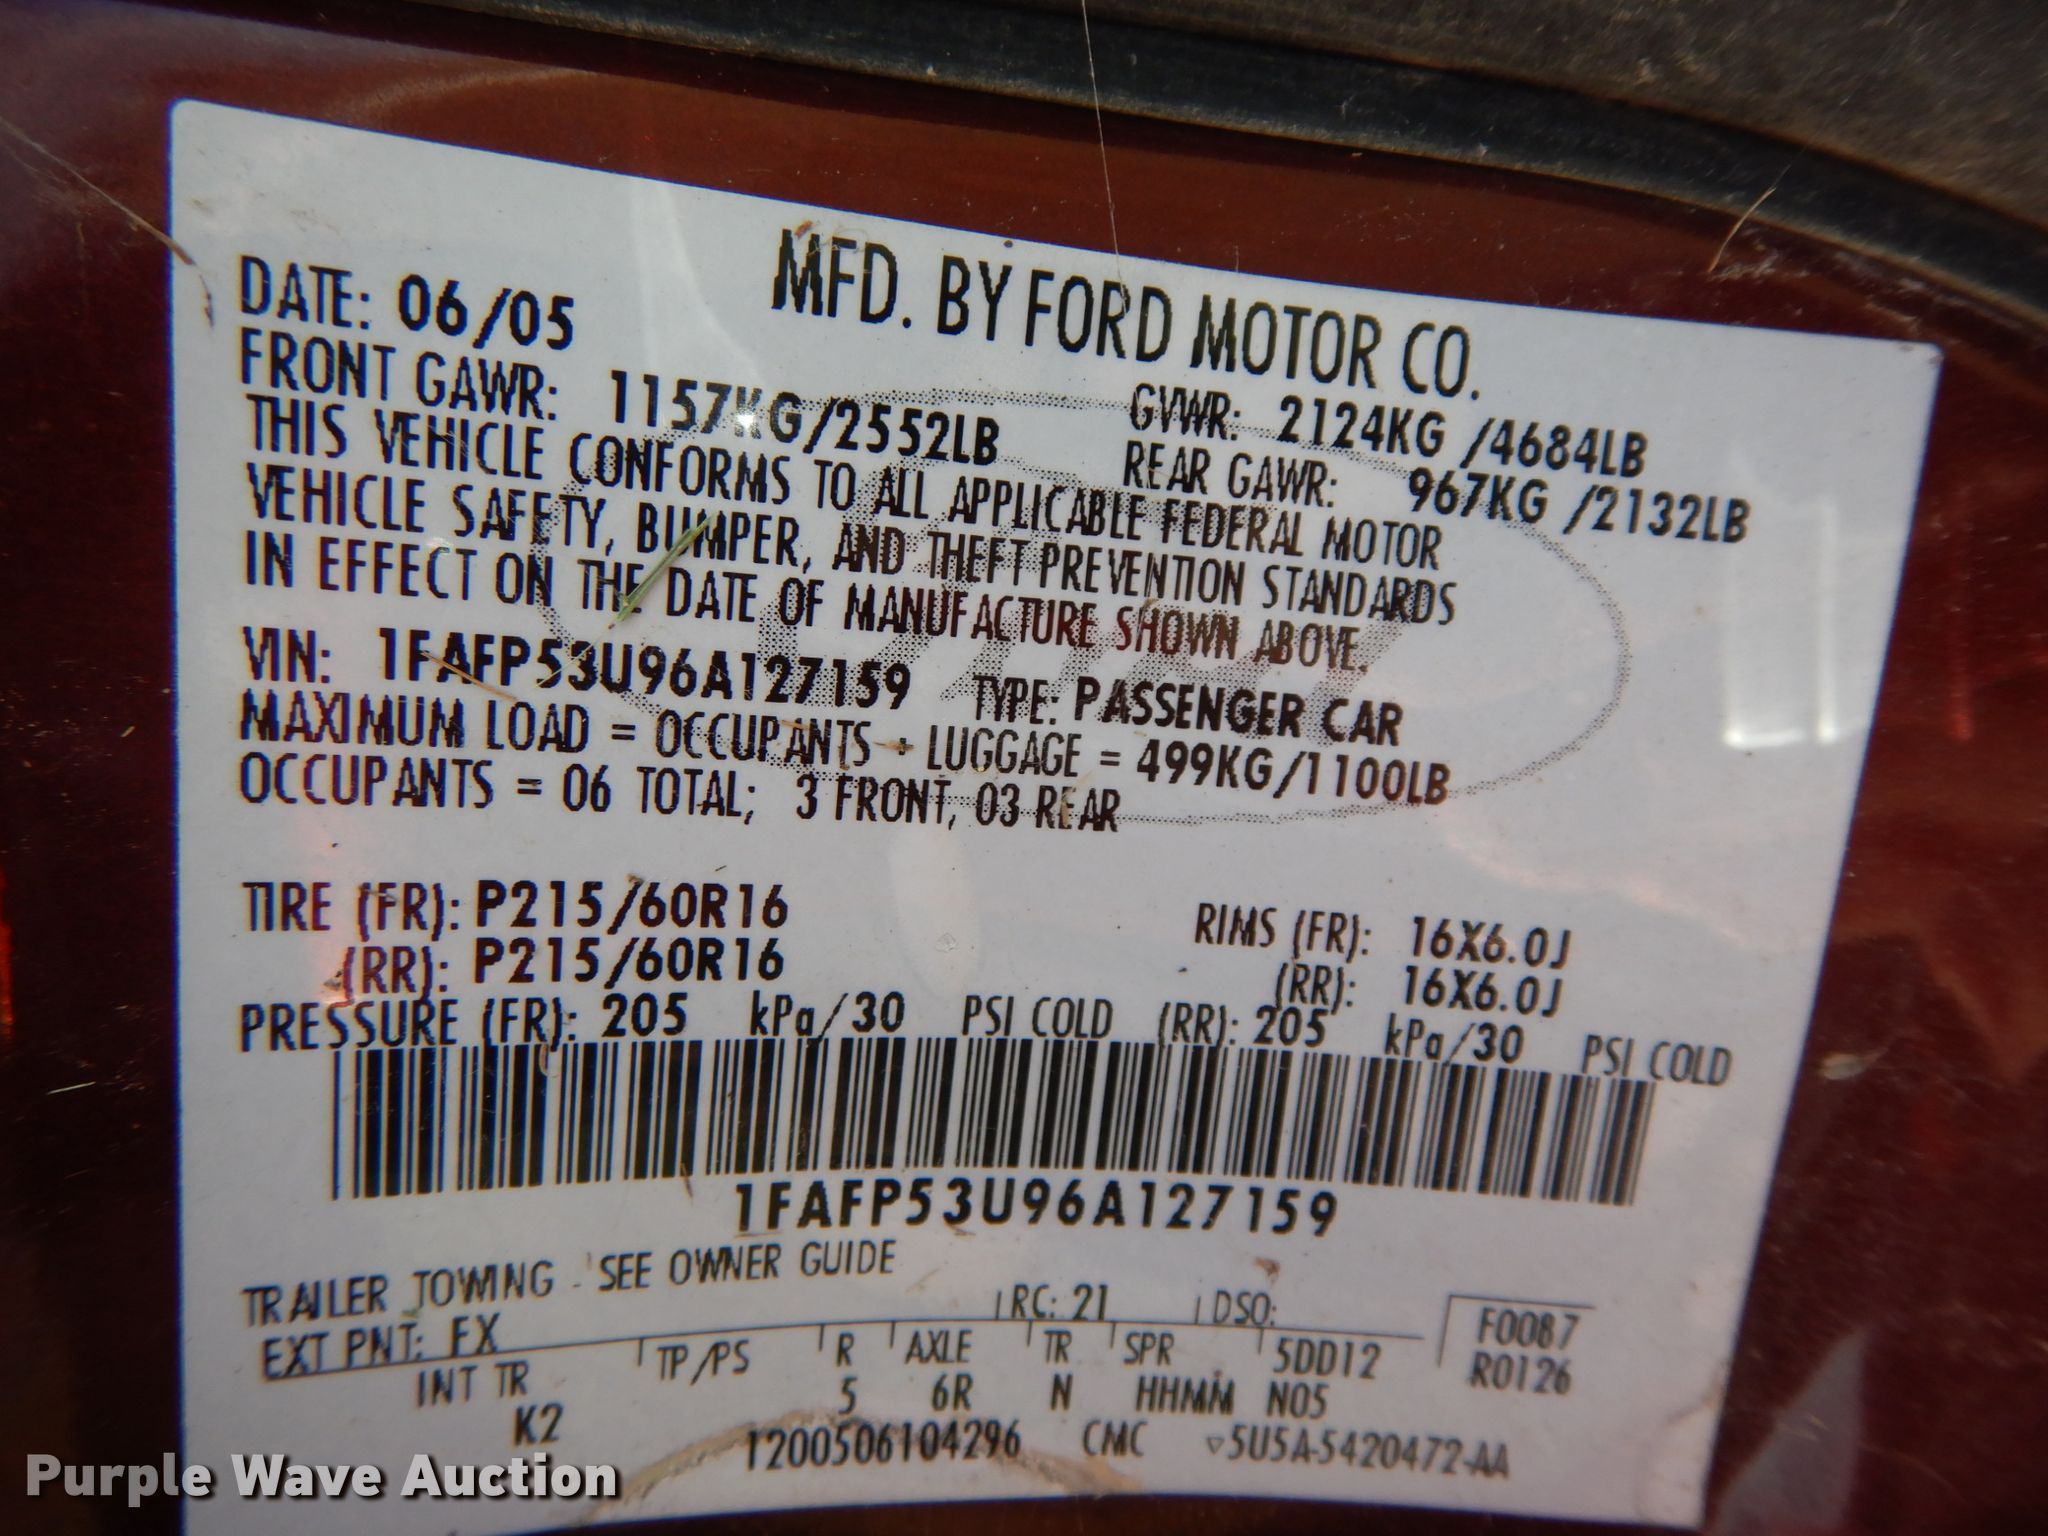 MFD. BY FORD MOTOR CO.
DATE: 06/05 GVWR: 2124KG /4684LB
FRONT GAWR: 1157KG/2552LB REAR GAWR: 967KG /2132LB
THIS VEHICLE CONFORMS TO ALL APPLICABLE FEDERAL MOTOR
VEHICLE SAFETY, BUMPER, AND THEFT PREVENTION STANDARDS
IN EFFECT ON THE DATE OF MANUFACTURE SHOWN ABOVE.
VIN: 1FAFP53U96A127159 TYPE: PASSENGER CAR
MAXIMUM LOAD = OCCUPANTS + LUGGAGE = 499KG/1100LB
OCCUPANTS = 06 TOTAL; 3 FRONT, 03 REAR
TIRE (FR): P215/60R16 RIMS (FR): 16X6.0J
(RR): P215/60R16 (RR): 16X6.0J
PRESSURE (FR): 205 kPa/30 PSI COLD (RR): 205 kPa/30 PSI COLD
1FAFP53U96A127159
TRAILER TOWING - SEE OWNER GUIDE
EXT PNT: FX RC: 21 DSO: F0087
INT TR TP/PS R AXLE TR SPR 5DD12 R0126
K2 5 6R N HHMM N05
1200506104296 CMC ▽5U5A-5420472-AA
Purple Wave Auction